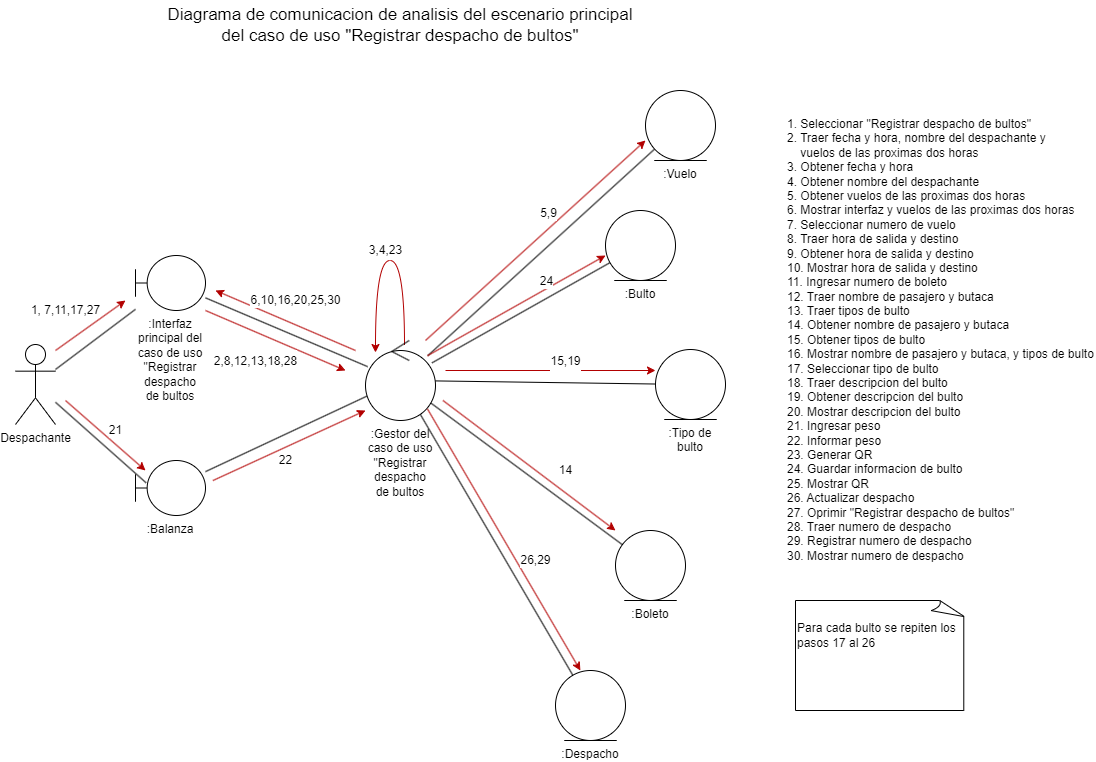 Diagrama de comunicacion de analisis del escenario principal
del caso de uso "Registrar despacho de bultos"
1. Seleccionar "Registrar despacho de bultos"
2. Traer fecha y hora, nombre del despachante y
vuelos de las proximas dos horas
3. Obtener fecha y hora
4. Obtener nombre del despachante
5. Obtener vuelos de las proximas dos horas
6. Mostrar interfaz y vuelos de las proximas dos horas
7. Seleccionar numero de vuelo
8. Traer hora de salida y destino
9. Obtener hora de salida y destino
10. Mostrar hora de salida y destino
11. Ingresar numero de boleto
12. Traer nombre de pasajero y butaca
13. Traer tipos de bulto
14. Obtener nombre de pasajero y butaca
15. Obtener tipos de bulto
16. Mostrar nombre de pasajero y butaca, y tipos de bulto
17. Seleccionar tipo de bulto
18. Traer descripcion del bulto
19. Obtener descripcion del bulto
20. Mostrar descripcion del bulto
21. Ingresar peso
22. Informar peso
23. Generar QR
24. Guardar informacion de bulto
25. Mostrar QR
26. Actualizar despacho
27. Oprimir "Registrar despacho de bultos"
28. Traer numero de despacho
29. Registrar numero de despacho
30. Mostrar numero de despacho
Para cada bulto se repiten los
pasos 17 al 26
:Vuelo
5,9
3,4,23
24
:Bulto
6,10,16,20,25,30
1, 7,11,17,27
:Interfaz
principal del
caso de uso
"Registrar
despacho
de bultos
2,8,12,13,18,28
15,19
Despachante
21
:Gestor del
caso de uso
"Registrar
despacho
de bultos
:Tipo de
bulto
22
14
:Balanza
26,29
:Boleto
:Despacho